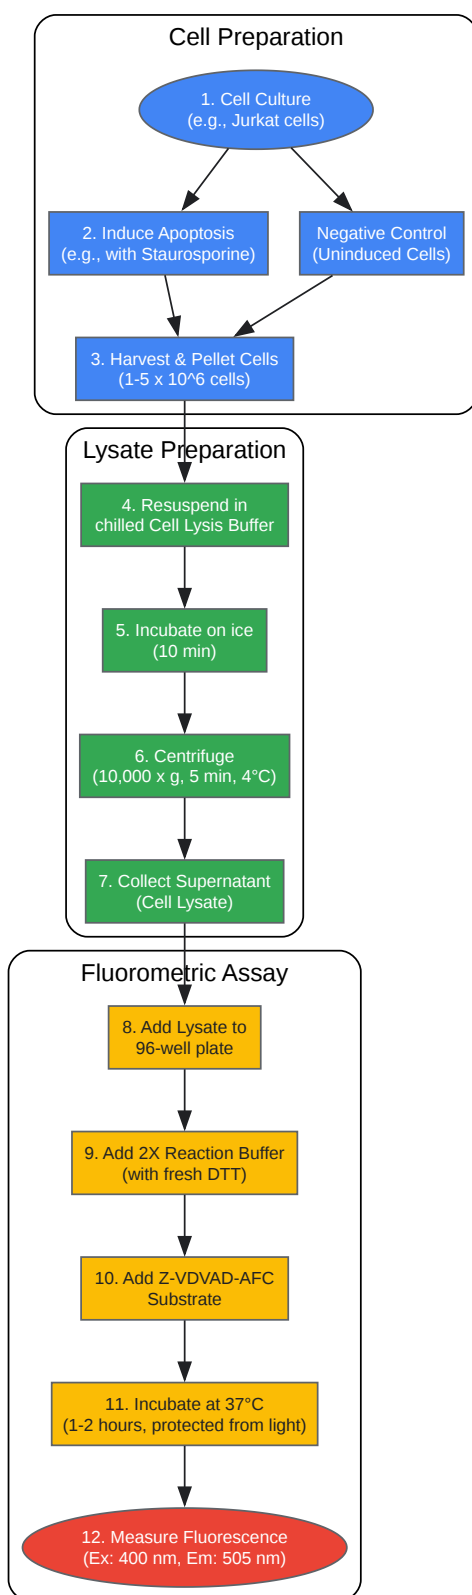 Cell Preparation
1. Cell Culture
(e.g., Jurkat cells)
2. Induce Apoptosis
(e.g., with Staurosporine)
Negative Control
(Uninduced Cells)
3. Harvest & Pellet Cells
(1-5 x 10^6 cells)
Lysate Preparation
4. Resuspend in
chilled Cell Lysis Buffer
5. Incubate on ice
(10 min)
6. Centrifuge
(10,000 x g, 5 min, 4°C)
7. Collect Supernatant
(Cell Lysate)
Fluorometric Assay
8. Add Lysate to
96-well plate
9. Add 2X Reaction Buffer
(with fresh DTT)
10. Add Z-VDVAD-AFC
Substrate
11. Incubate at 37°C
(1-2 hours, protected from light)
12. Measure Fluorescence
(Ex: 400 nm, Em: 505 nm)